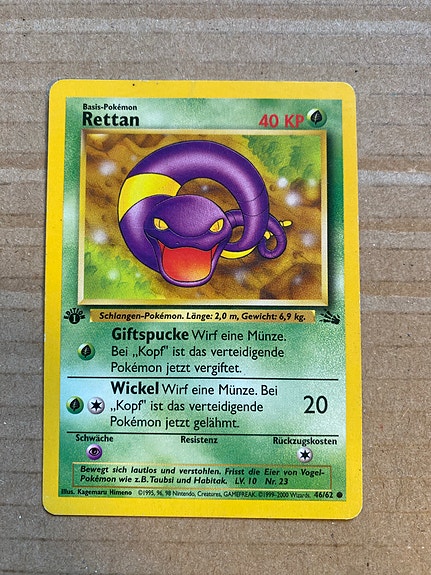 Basis-Pokémon
Rettan 40 KP
EDITION 1
Schlangen-Pokémon. Länge: 2,0 m, Gewicht: 6,9 kg.
Giftspucke Wirf eine Münze.
Bei „Kopf" ist das verteidigende
Pokémon jetzt vergiftet.
Wickel Wirf eine Münze. Bei
„Kopf" ist das verteidigende 20
Pokémon jetzt gelähmt.
Schwäche Resistenz Rückzugskosten
Bewegt sich lautlos und verstohlen. Frisst die Eier von Vogel-
Pokémon wie z.B. Taubsi und Habitak. LV. 10 Nr. 23
Illus. Kagemaru Himeno ©1995, 96, 98 Nintendo, Creatures, GAMEFREAK. ©1999-2000 Wizards. 46/62